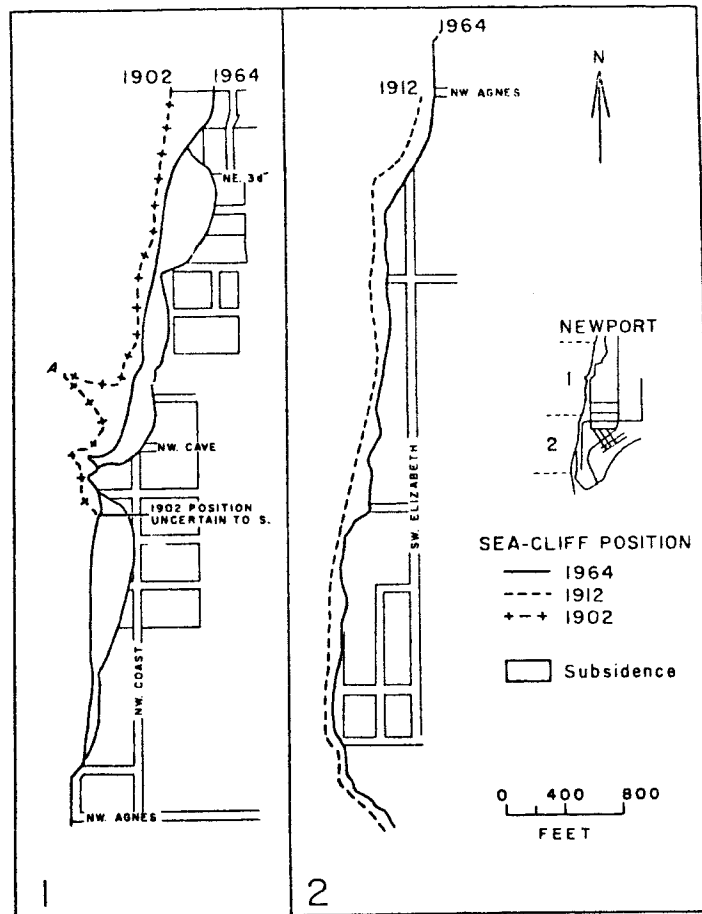 1902 1964
NE. 3d
A
NW. CAVE
1902 POSITION
UNCERTAIN TO S.
NW. COAST
NW. AGNES
1
1964
1912
NW AGNES
SW. ELIZABETH
2
N
NEWPORT
1
2
SEA-CLIFF POSITION
1964
1912
+-+ 1902
Subsidence
0 400 800
FEET